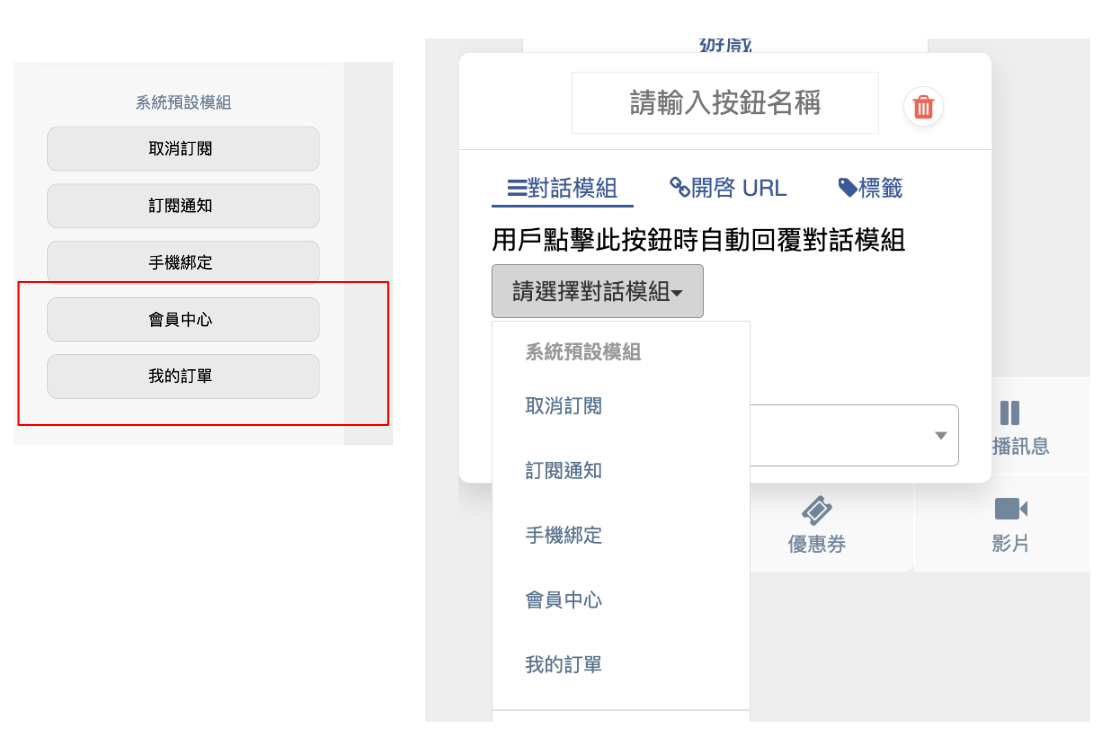 系統預設模組
取消訂閱
訂閱通知
手機綁定
會員中心
我的訂單
遊戲
請輸入按鈕名稱
對話模組 開啓 URL 標籤
用戶點擊此按鈕時自動回覆對話模組
請選擇對話模組
系統預設模組
取消訂閱
訂閱通知
手機綁定
會員中心
我的訂單
播訊息
優惠券 影片